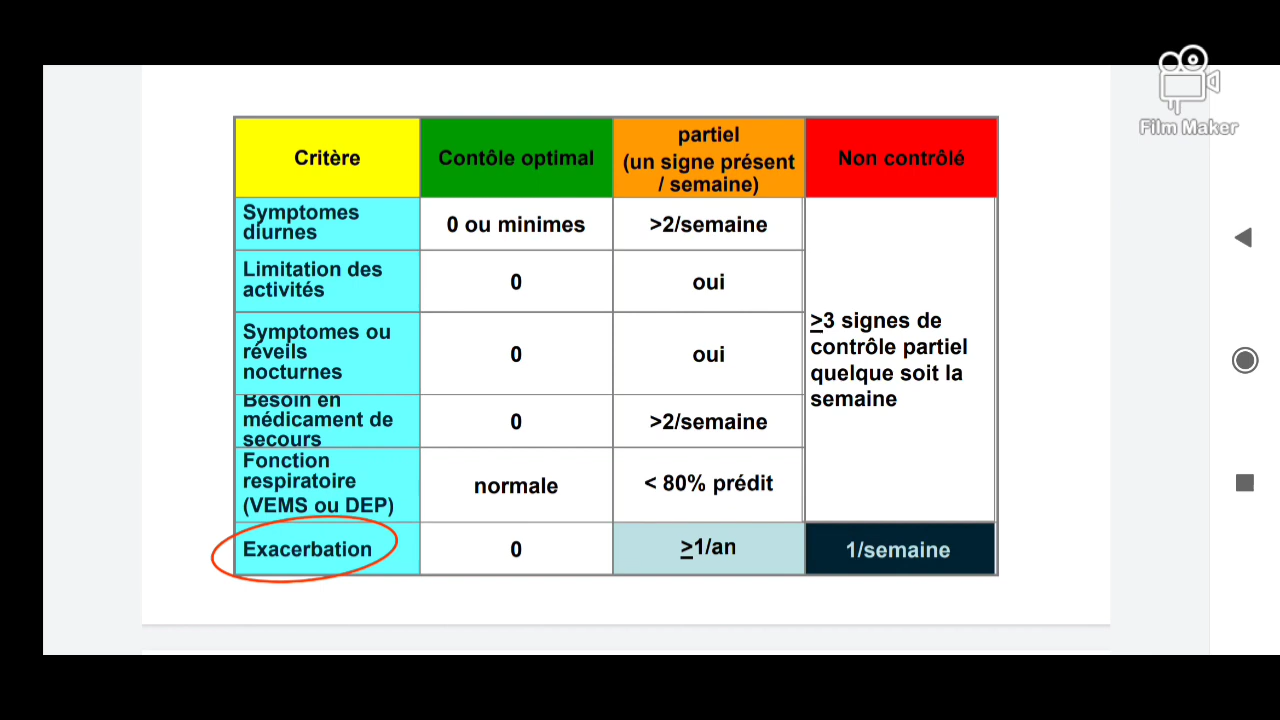 Film Maker
Critère
Contôle optimal
partiel
(un signe présent
/ semaine)
Non contrôlé
Symptomes
diurnes
0 ou minimes
>2/semaine
Limitation des
activités
0
oui
Symptomes ou
réveils
nocturnes
0
oui
≥3 signes de
contrôle partiel
quelque soit la
semaine
Besoin en
médicament de
secours
0
>2/semaine
Fonction
respiratoire
(VEMS ou DEP)
normale
< 80% prédit
Exacerbation
0
≥1/an
1/semaine